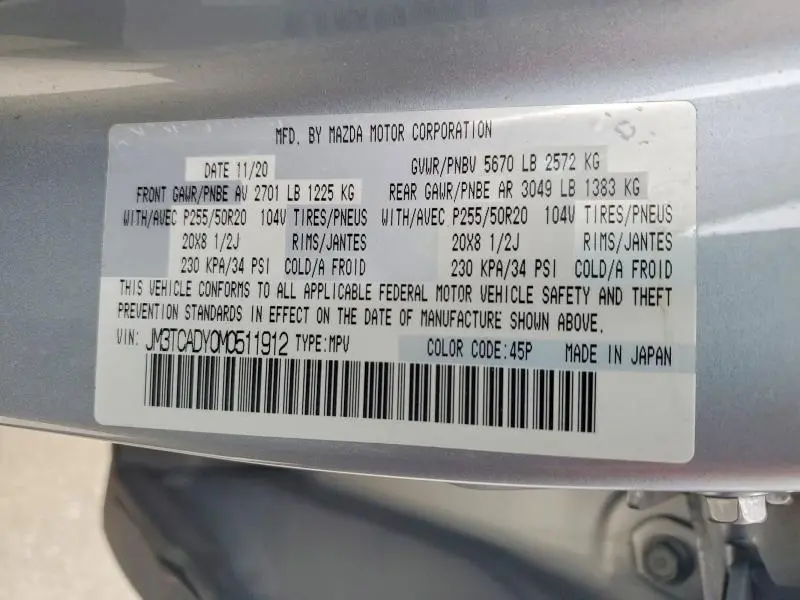 MFD. BY MAZDA MOTOR CORPORATION
DATE 11/20 GVWR/PNBV 5670 LB 2572 KG
FRONT GAWR/PNBE AV 2701 LB 1225 KG REAR GAWR/PNBE AR 3049 LB 1383 KG
WITH/AVEC P255/50R20 104V TIRES/PNEUS WITH/AVEC P255/50R20 104V TIRES/PNEUS
20X8 1/2J RIMS/JANTES 20X8 1/2J RIMS/JANTES
230 KPA/34 PSI COLD/A FROID 230 KPA/34 PSI COLD/A FROID
THIS VEHICLE CONFORMS TO ALL APPLICABLE FEDERAL MOTOR VEHICLE SAFETY AND THEFT
PREVENTION STANDARDS IN EFFECT ON THE DATE OF MANUFACTURE SHOWN ABOVE.
VIN: JM3TCADY0M0511912 TYPE:MPV COLOR CODE:45P MADE IN JAPAN